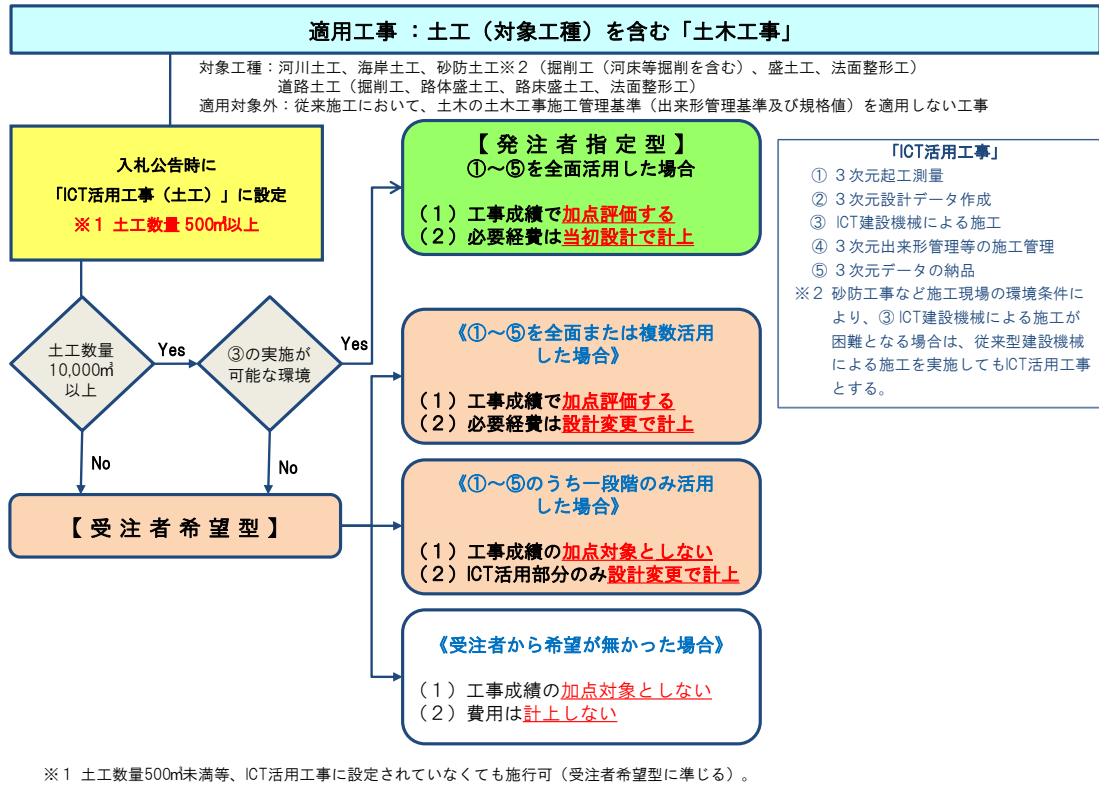 適用工事 ：土工（対象工種）を含む「土木工事」
対象工種：河川土工、海岸土工、砂防土工※２（掘削工（河床等掘削を含む）、盛土工、法面整形工）
道路土工（掘削工、路体盛土工、路床盛土工、法面整形工）
適用対象外：従来施工において、土木の土木工事施工管理基準（出来形管理基準及び規格値）を適用しない工事
入札公告時に
「ICT活用工事（土工）」に設定
※１ 土工数量 500㎥以上
土工数量
10,000㎥
以上
Yes
③の実施が
可能な環境
Yes
No
No
【 受 注 者 希 望 型 】
【 発 注 者 指 定 型 】
①～⑤を全面活用した場合
（１）工事成績で加点評価する
（２）必要経費は当初設計で計上
《①～⑤を全面または複数活用
した場合》
（１）工事成績で加点評価する
（２）必要経費は設計変更で計上
《①～⑤のうち一段階のみ活用
した場合》
（１）工事成績の加点対象としない
（２）ICT活用部分のみ設計変更で計上
《受注者から希望が無かった場合》
（１）工事成績の加点対象としない
（２）費用は計上しない
「ICT活用工事」
① ３次元起工測量
② ３次元設計データ作成
③ ICT建設機械による施工
④ ３次元出来形管理等の施工管理
⑤ ３次元データの納品
※２ 砂防工事など施工現場の環境条件に
より、③ ICT建設機械による施工が
困難となる場合は、従来型建設機械
による施工を実施してもICT活用工事
とする。
※１ 土工数量500㎥未満等、ICT活用工事に設定されていなくても施行可（受注者希望型に準じる）。